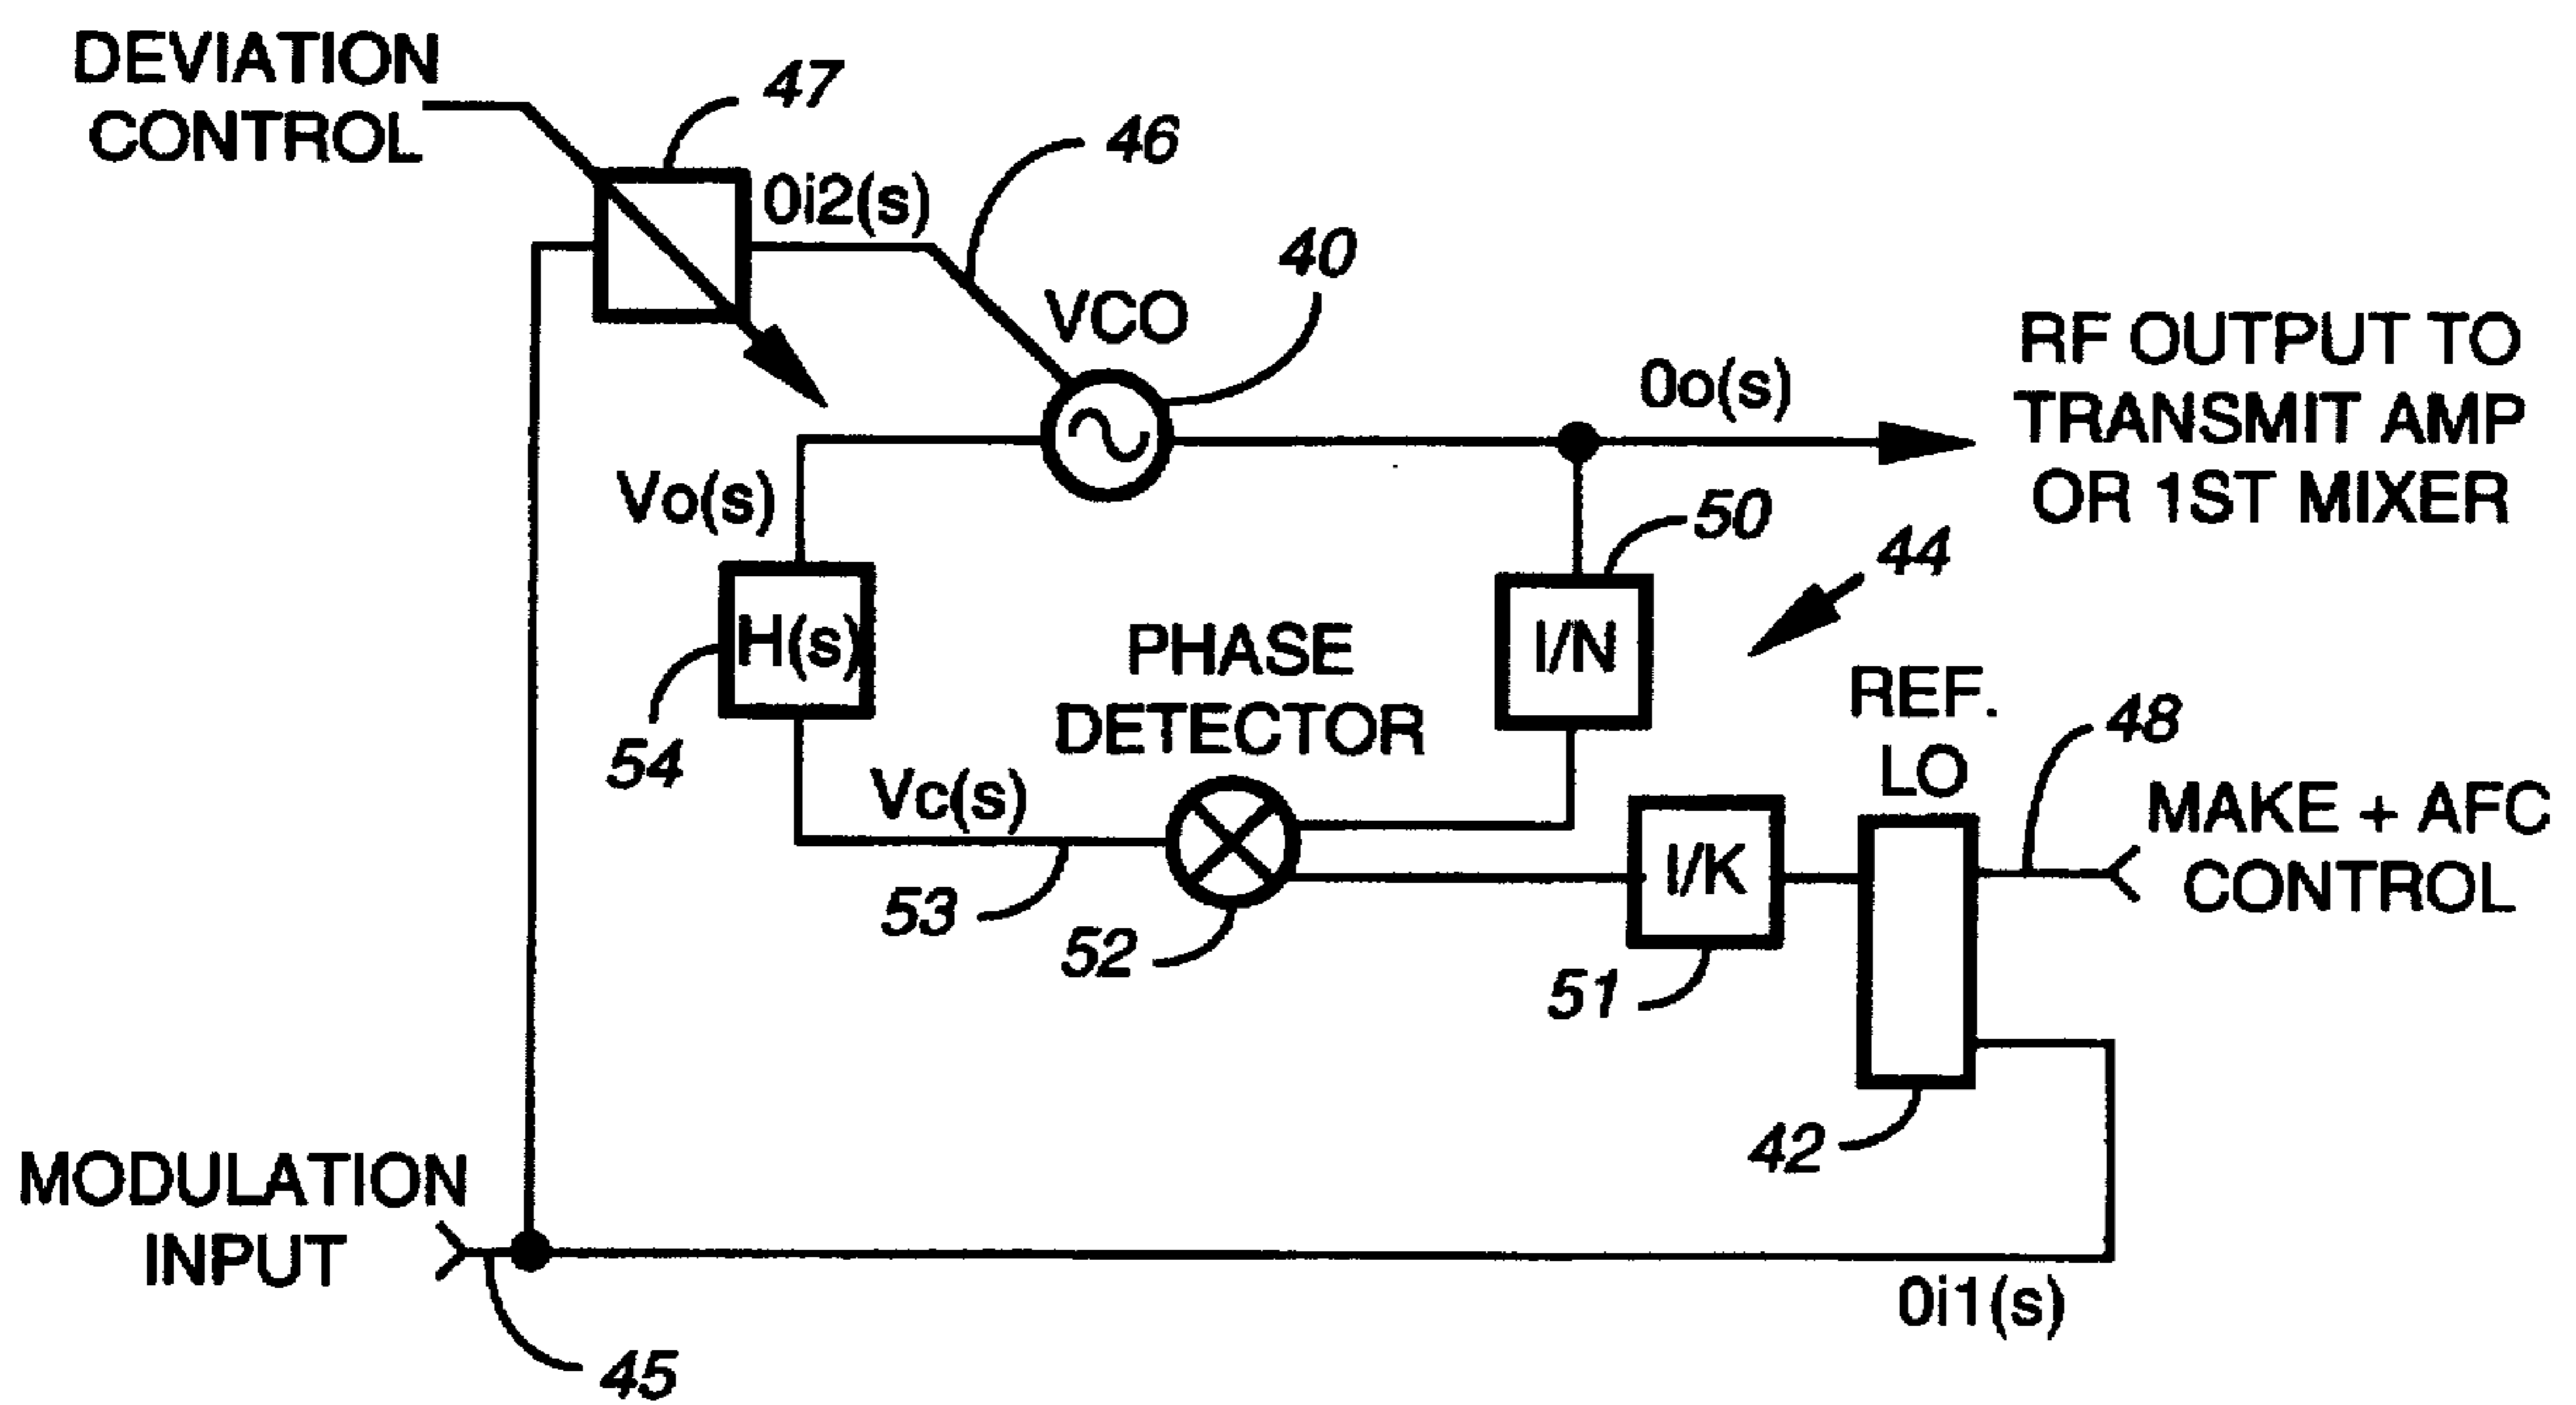 DEVIATION
CONTROL
47
0i2(s)
46
40
VCO
0o(s)
RF OUTPUT TO
TRANSMIT AMP
OR 1ST MIXER
Vo(s)
50
44
H(s)
54
PHASE
DETECTOR
I/N
REF.
LO
48
MAKE + AFC
CONTROL
Vc(s)
53
52
I/K
51
42
MODULATION
INPUT
45
0i1(s)